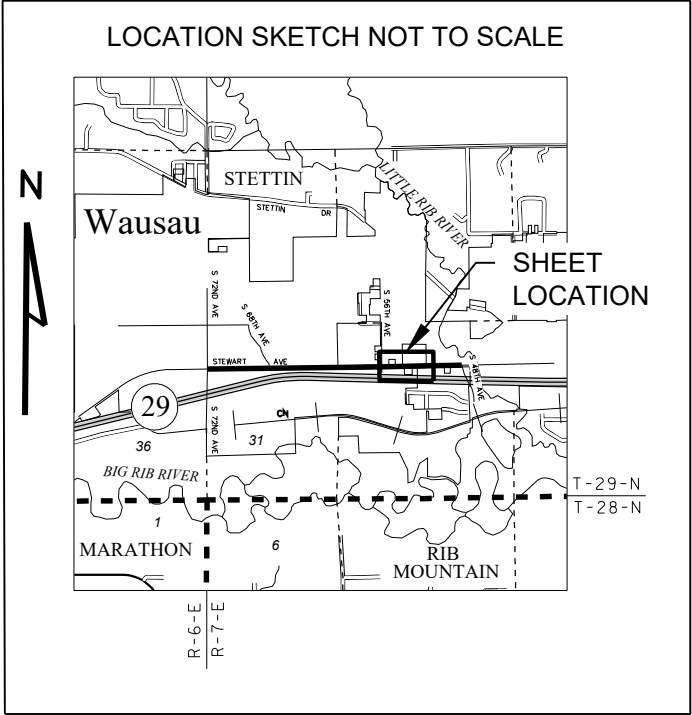 LOCATION SKETCH NOT TO SCALE
N
STETTIN
STETTIN DR
LITTLE RIB RIVER
Wausau
SHEET
LOCATION
S 72ND AVE
S 68TH AVE
S 56TH AVE
STEWART AVE
S 48TH AVE
29
S 72ND AVE
CN
36
31
BIG RIB RIVER
T-29-N
T-28-N
1
6
MARATHON
RIB
MOUNTAIN
R-6-E
R-7-E